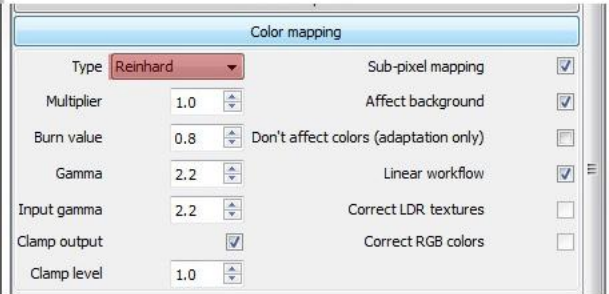 Color mapping
Type Reinhard Sub-pixel mapping
Multiplier 1.0 Affect background
Burn value 0.8 Don't affect colors (adaptation only)
Gamma 2.2 Linear workflow
Input gamma 2.2 Correct LDR textures
Clamp output Correct RGB colors
Clamp level 1.0